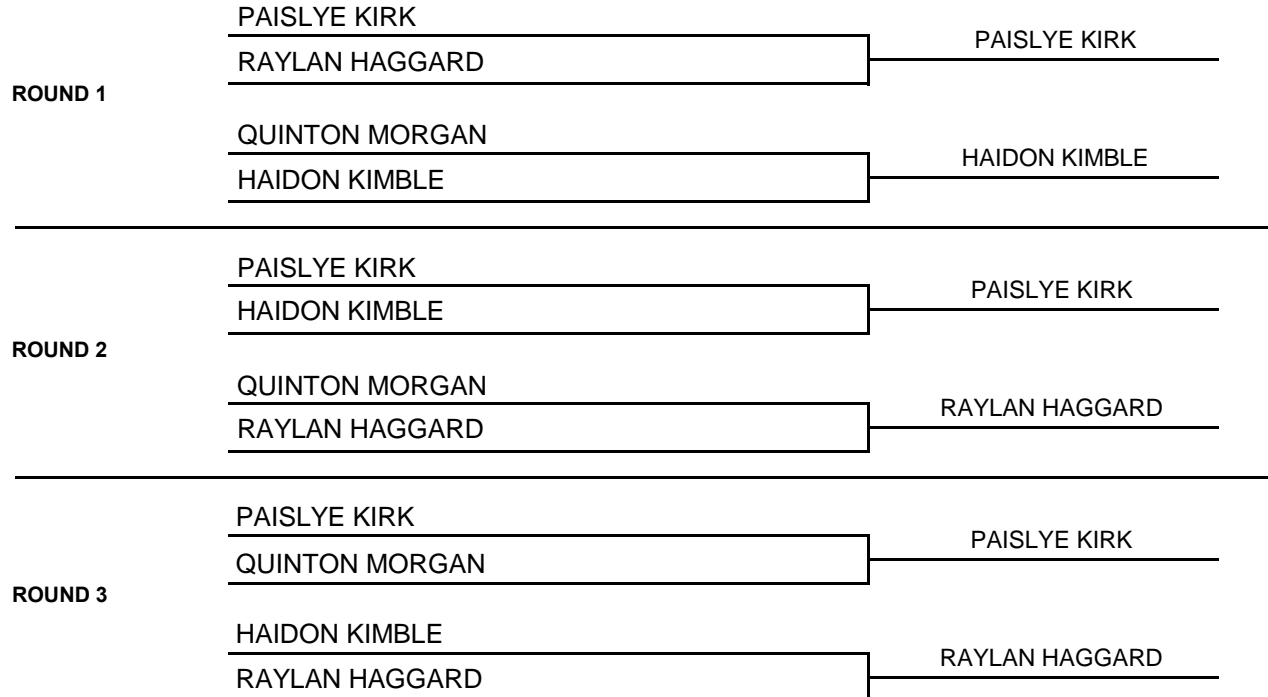 PAISLYE KIRK
PAISLYE KIRK
RAYLAN HAGGARD
ROUND 1
QUINTON MORGAN
HAIDON KIMBLE
HAIDON KIMBLE
PAISLYE KIRK
PAISLYE KIRK
HAIDON KIMBLE
ROUND 2
QUINTON MORGAN
RAYLAN HAGGARD
RAYLAN HAGGARD
PAISLYE KIRK
PAISLYE KIRK
QUINTON MORGAN
ROUND 3
HAIDON KIMBLE
RAYLAN HAGGARD
RAYLAN HAGGARD